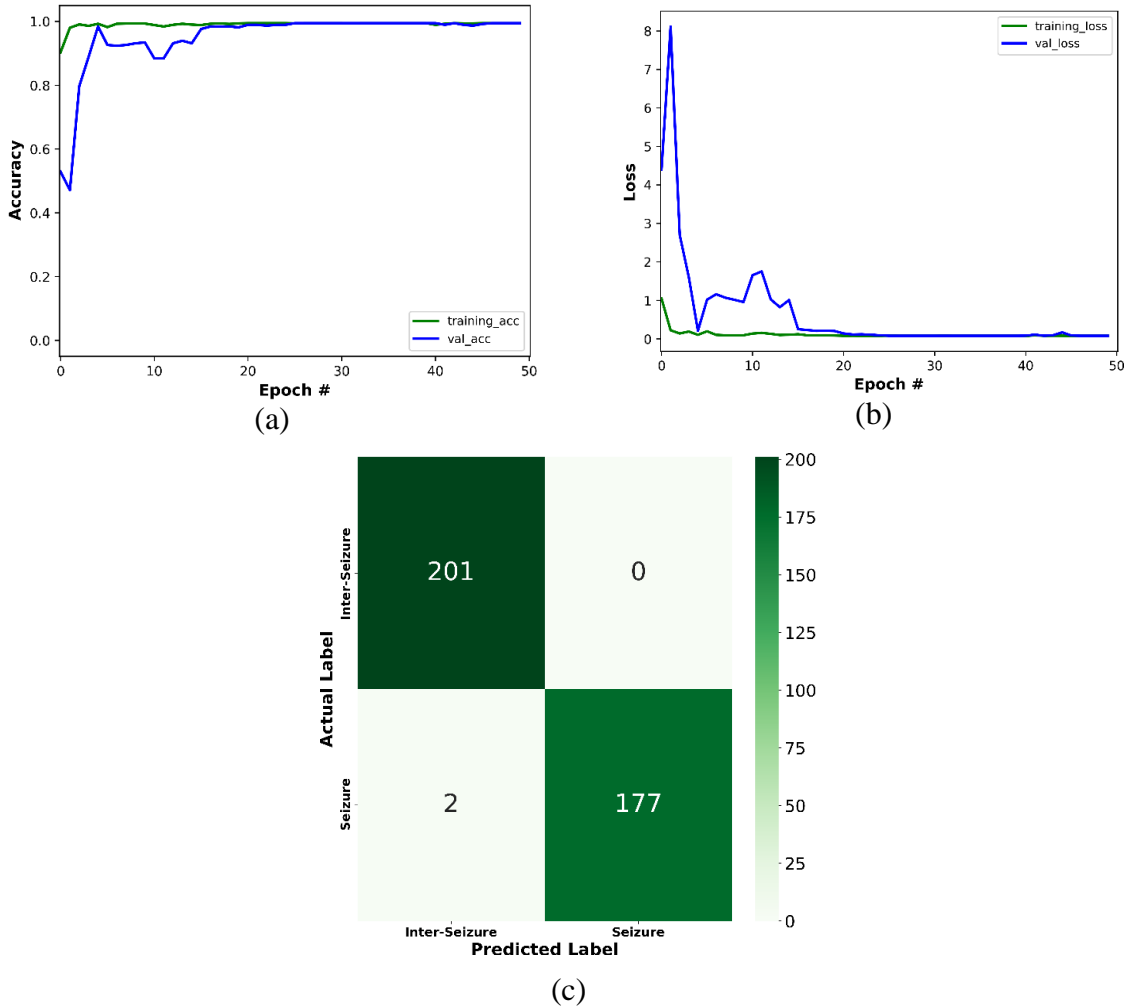 1.0
0.8
0.6
0.4
0.2
0.0
Accuracy
training_acc
val_acc
0 10 20 30 40 50
Epoch #
(a)
8
7
6
5
4
3
2
1
0
Loss
training_loss
val_loss
0 10 20 30 40 50
Epoch #
(b)
Actual Label
Inter-Seizure
Seizure
201 0
2 177
Inter-Seizure Seizure
Predicted Label
200
175
150
125
100
75
50
25
0
(c)